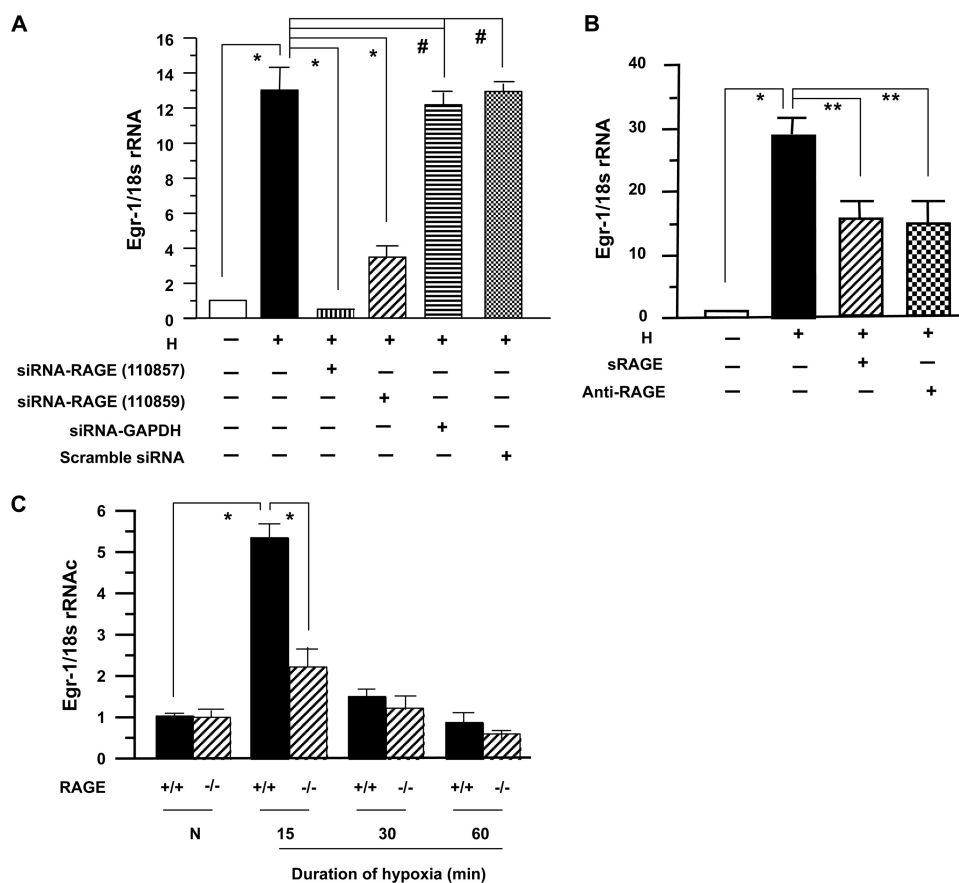 A
Egr-1/18s rRNA
16
14
12
10
8
6
4
2
0
* * * # #
H – + + + + +
siRNA-RAGE (110857) – – + – – –
siRNA-RAGE (110859) – – – + – –
siRNA-GAPDH – – – – + –
Scramble siRNA – – – – – +
B
Egr-1/18s rRNA
40
30
20
10
0
* ** **
H – + + +
sRAGE – – + –
Anti-RAGE – – – +
C
Egr-1/18s rRNAc
6
5
4
3
2
1
0
* *
RAGE +/+ -/- +/+ -/- +/+ -/- +/+ -/-
N 15 30 60
Duration of hypoxia (min)